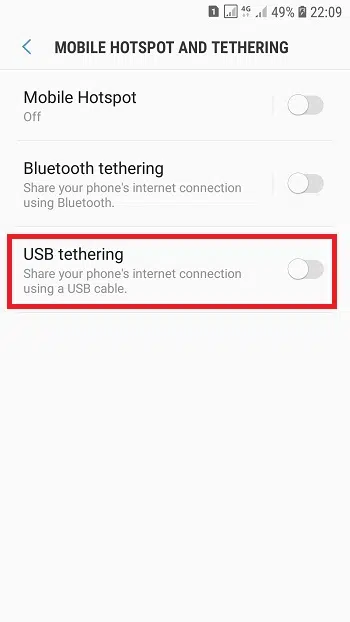 1 4G 49% 22:09
MOBILE HOTSPOT AND TETHERING
Mobile Hotspot
Off
Bluetooth tethering
Share your phone's internet connection
using Bluetooth.
USB tethering
Share your phone's internet connection
using a USB cable.